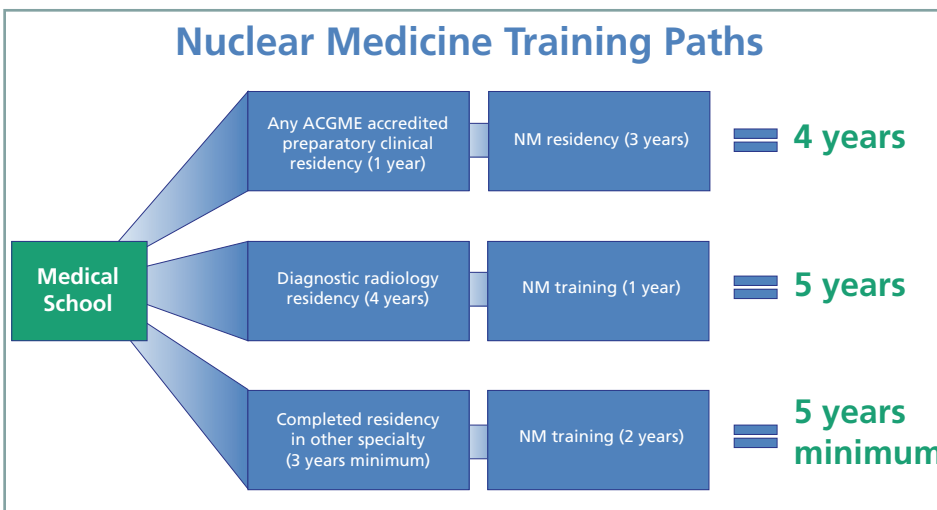 Nuclear Medicine Training Paths
Any ACGME accredited
preparatory clinical
residency (1 year)
NM residency (3 years)
4 years
Medical
School
Diagnostic radiology
residency (4 years)
NM training (1 year)
5 years
Completed residency
in other specialty
(3 years minimum)
NM training (2 years)
5 years
minimum